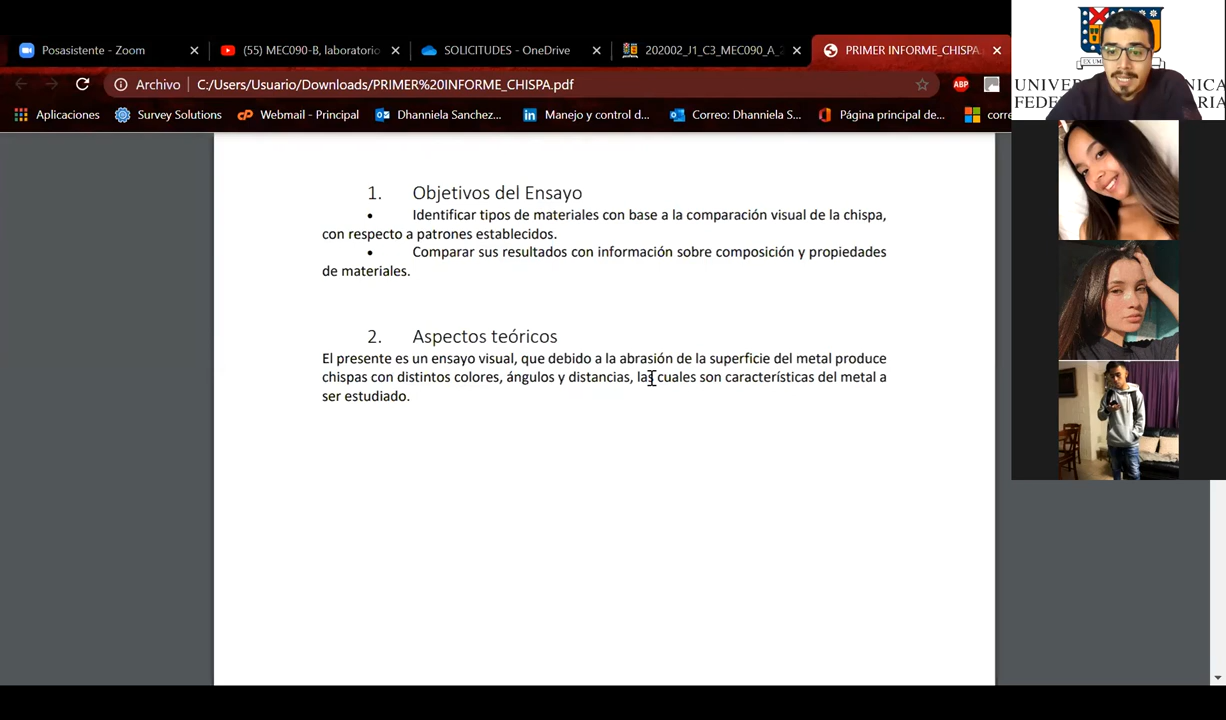 Posasistente - Zoom
(55) MEC090-B, laboratorio
SOLICITUDES - OneDrive
202002_J1_C3_MEC090_A_
PRIMER INFORME_CHISPA.
Archivo
C:/Users/Usuario/Downloads/PRIMER%20INFORME_CHISPA.pdf
ABP
Aplicaciones
Survey Solutions
Webmail - Principal
Dhanniela Sanchez...
Manejo y control d...
Correo: Dhanniela S...
Página principal de...
1. Objetivos del Ensayo
• Identificar tipos de materiales con base a la comparación visual de la chispa,
con respecto a patrones establecidos.
• Comparar sus resultados con información sobre composición y propiedades
de materiales.
2. Aspectos teóricos
El presente es un ensayo visual, que debido a la abrasión de la superficie del metal produce
chispas con distintos colores, ángulos y distancias, las cuales son características del metal a
ser estudiado.